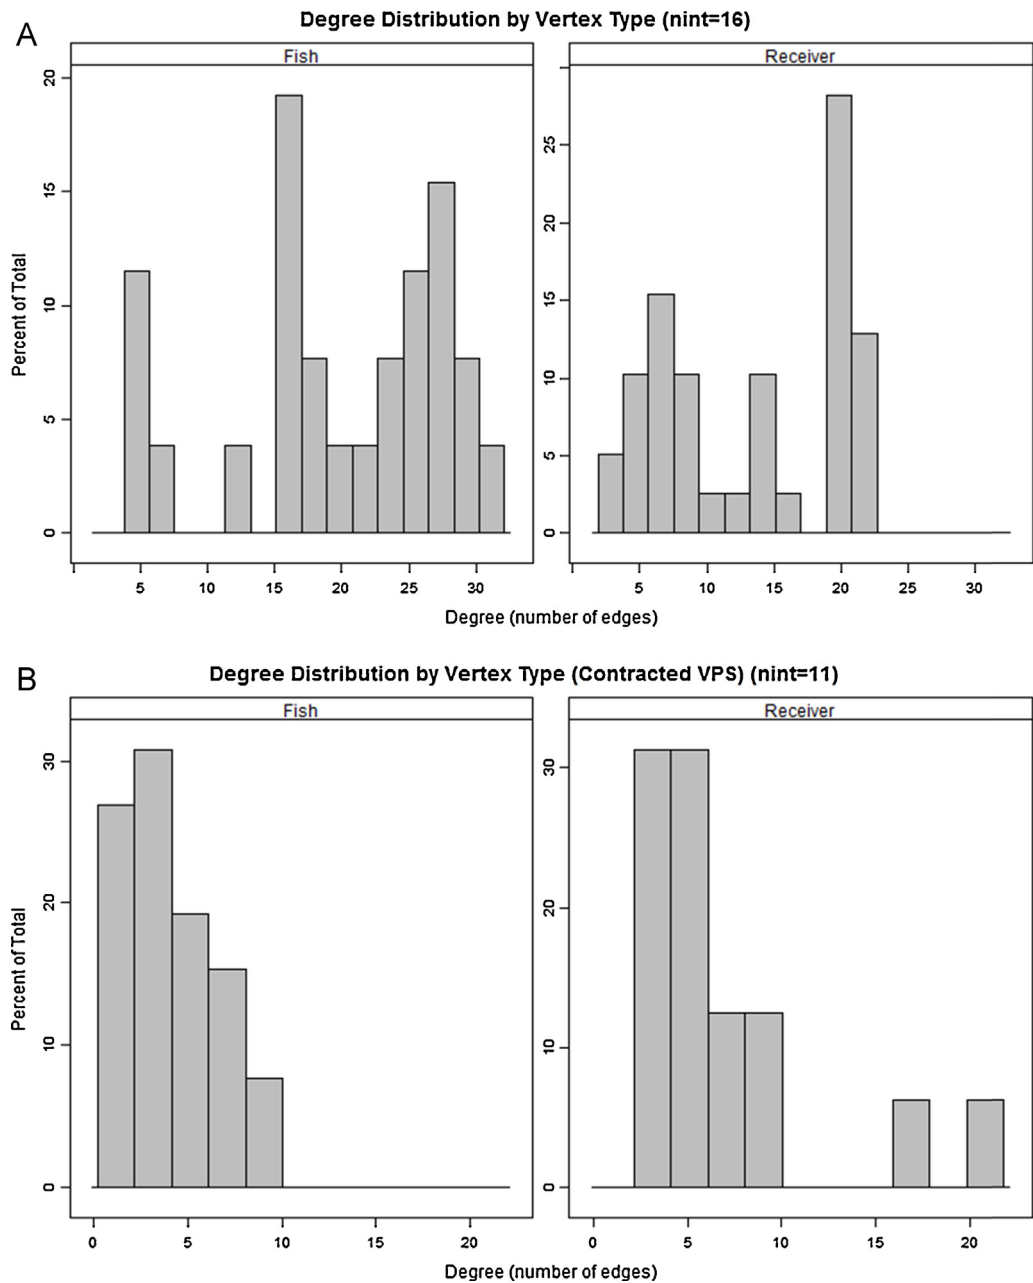 A
Degree Distribution by Vertex Type (nint=16)
Fish
Receiver
Percent of Total
20
15
10
5
0
25
20
15
10
5
0
5 10 15 20 25 30
5 10 15 20 25 30
Degree (number of edges)
B
Degree Distribution by Vertex Type (Contracted VPS) (nint=11)
Fish
Receiver
Percent of Total
30
20
10
0
30
20
10
0
0 5 10 15 20
0 5 10 15 20
Degree (number of edges)